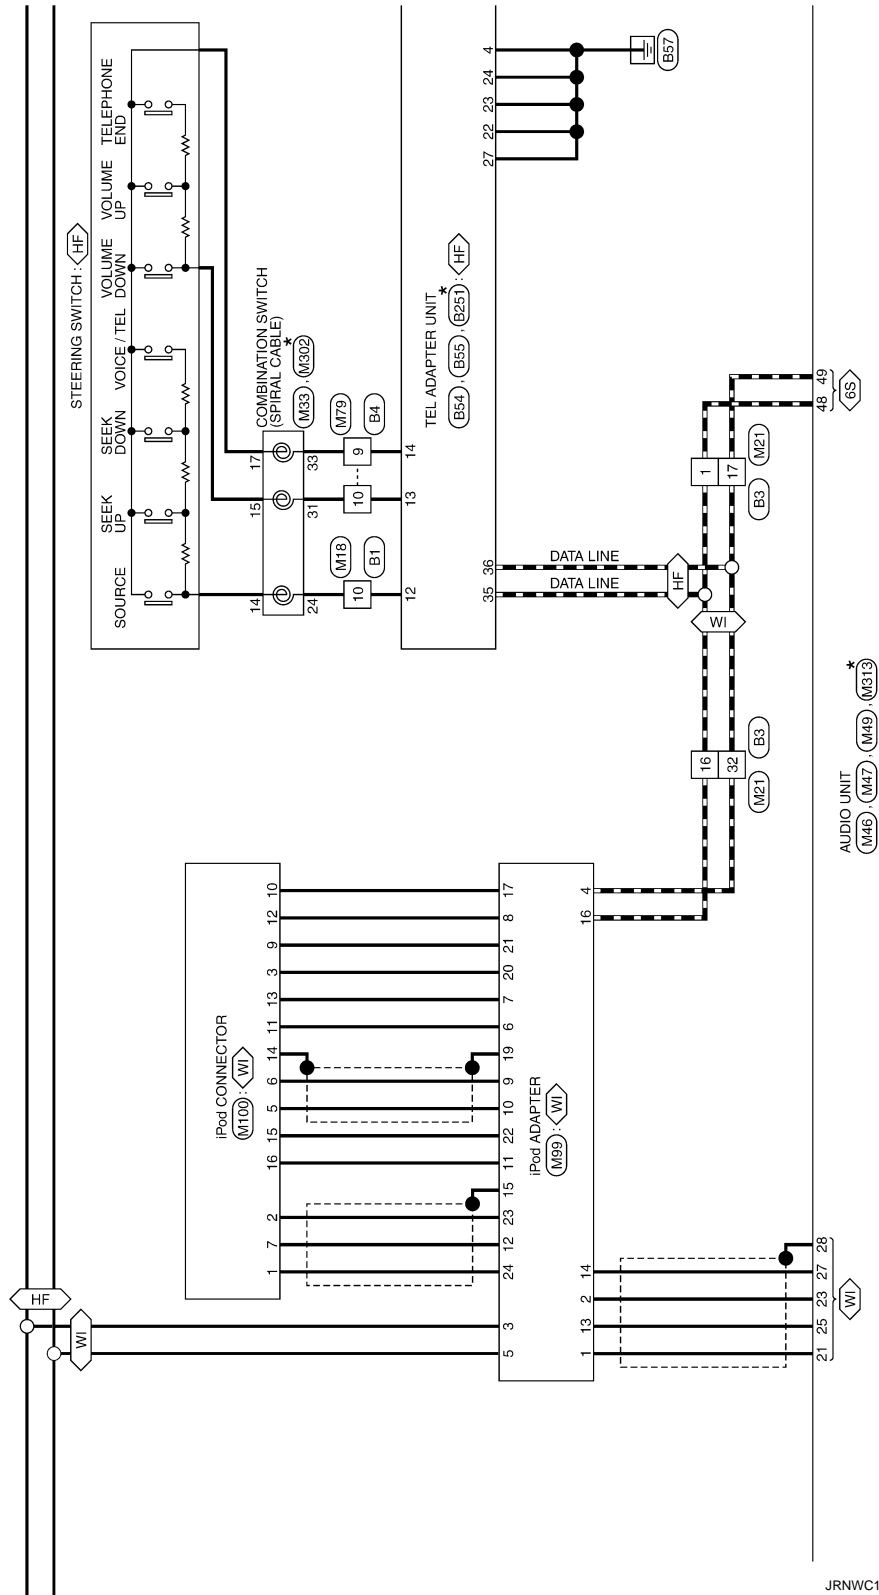 HF
WI
STEERING SWITCH : HF
SOURCE
SEEK UP
SEEK DOWN
VOICE / TEL
VOLUME DOWN
VOLUME UP
TELEPHONE END
iPod CONNECTOR
M100 : WI
1 7 2 16 15 5 6 14 11 13 3 9 12 10
14 15 17
COMBINATION SWITCH
(SPIRAL CABLE)
*
M33 , M302
24 31 33
M18 M79
10 10 9
B1 B4
12 13 14
5 3 24 12 23 15 11 22 10 9 19 6 7 20 21 8 17
TEL ADAPTER UNIT
*
B54 , B55 , B251 : HF
iPod ADAPTER
M99 : WI
1 13 2 14 16 4
35 36 27 22 23 24 4
DATA LINE
DATA LINE
B57
HF
WI
16 1
32 17
M21 B3
B3 M21
21 25 23 27 28 48 49
WI
6S
AUDIO UNIT
*
M46 , M47 , M49 , M313
JRNWC1